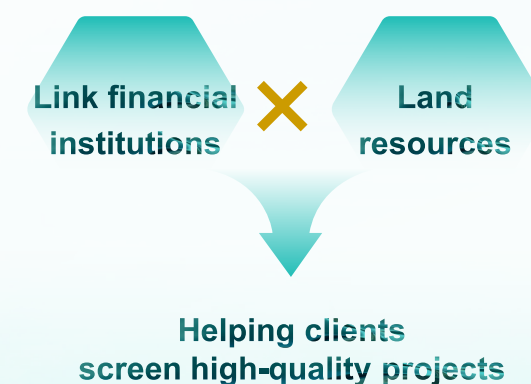 Link financial
institutions
Land
resources
Helping clients
screen high-quality projects